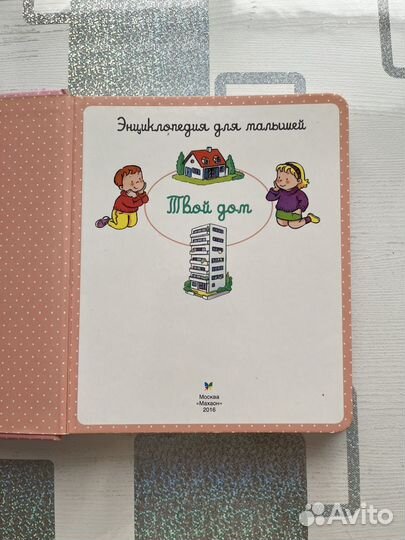 Энциклопедия для малышей
Твой дом
Москва
«Махаон»
2016
Avito